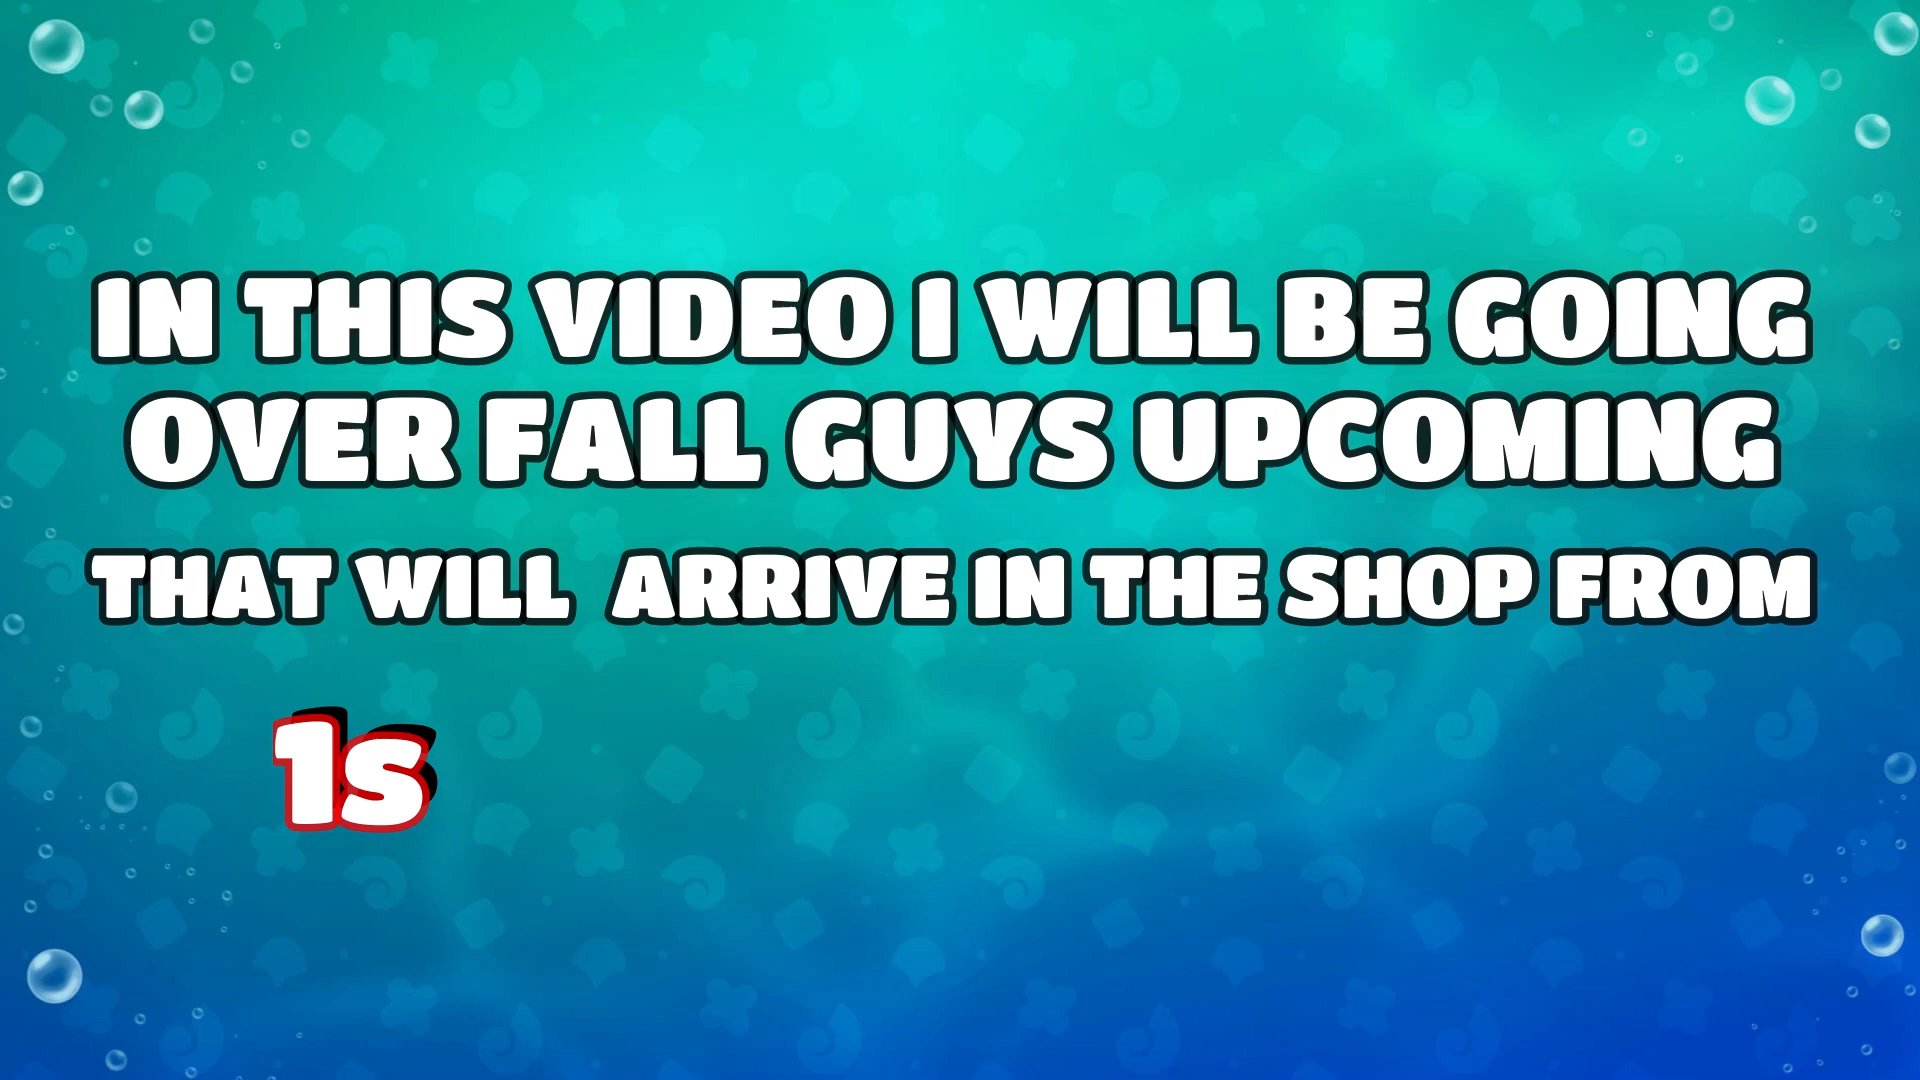 IN THIS VIDEO I WILL BE GOING
OVER FALL GUYS UPCOMING
THAT WILL ARRIVE IN THE SHOP FROM
1s